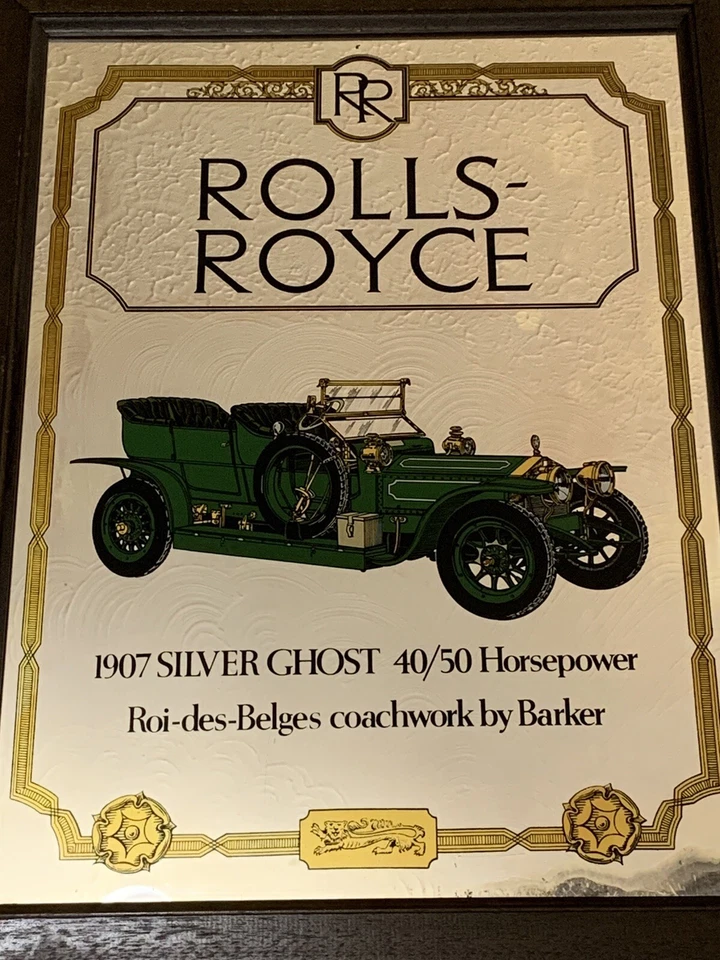 RR
ROLLS-
ROYCE
1907 SILVER GHOST 40/50 Horsepower
Roi-des-Belges coachwork by Barker